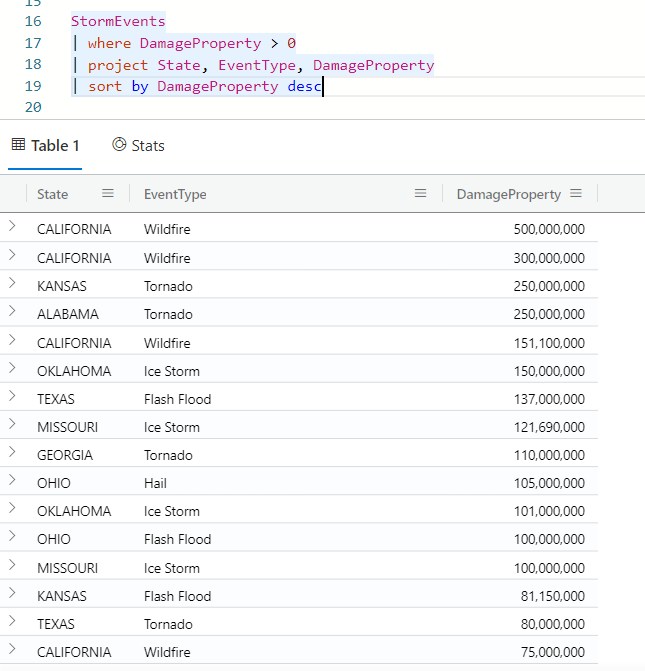 15
16 StormEvents
17 | where DamageProperty > 0
18 | project State, EventType, DamageProperty
19 | sort by DamageProperty desc
20
Table 1 Stats
State EventType DamageProperty
CALIFORNIA Wildfire 500,000,000
CALIFORNIA Wildfire 300,000,000
KANSAS Tornado 250,000,000
ALABAMA Tornado 250,000,000
CALIFORNIA Wildfire 151,100,000
OKLAHOMA Ice Storm 150,000,000
TEXAS Flash Flood 137,000,000
MISSOURI Ice Storm 121,690,000
GEORGIA Tornado 110,000,000
OHIO Hail 105,000,000
OKLAHOMA Ice Storm 101,000,000
OHIO Flash Flood 100,000,000
MISSOURI Ice Storm 100,000,000
KANSAS Flash Flood 81,150,000
TEXAS Tornado 80,000,000
CALIFORNIA Wildfire 75,000,000